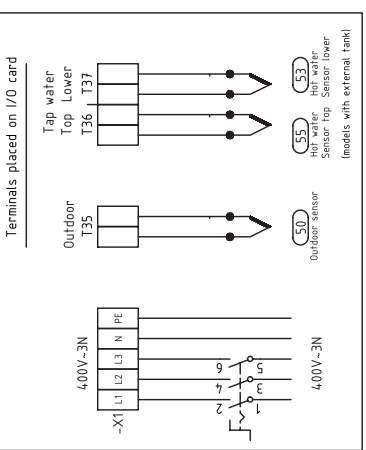 Terminals placed on I/O card
Tap water
Top Lower
T36 T37
53
Hot water
Sensor lower
55
Hot water
Sensor top
(models with external tank)
Outdoor
T35
50
Outdoor sensor
400V~3N
-X1 L1 L2 L3 N PE
2 4 6
1 3 5
400V~3N